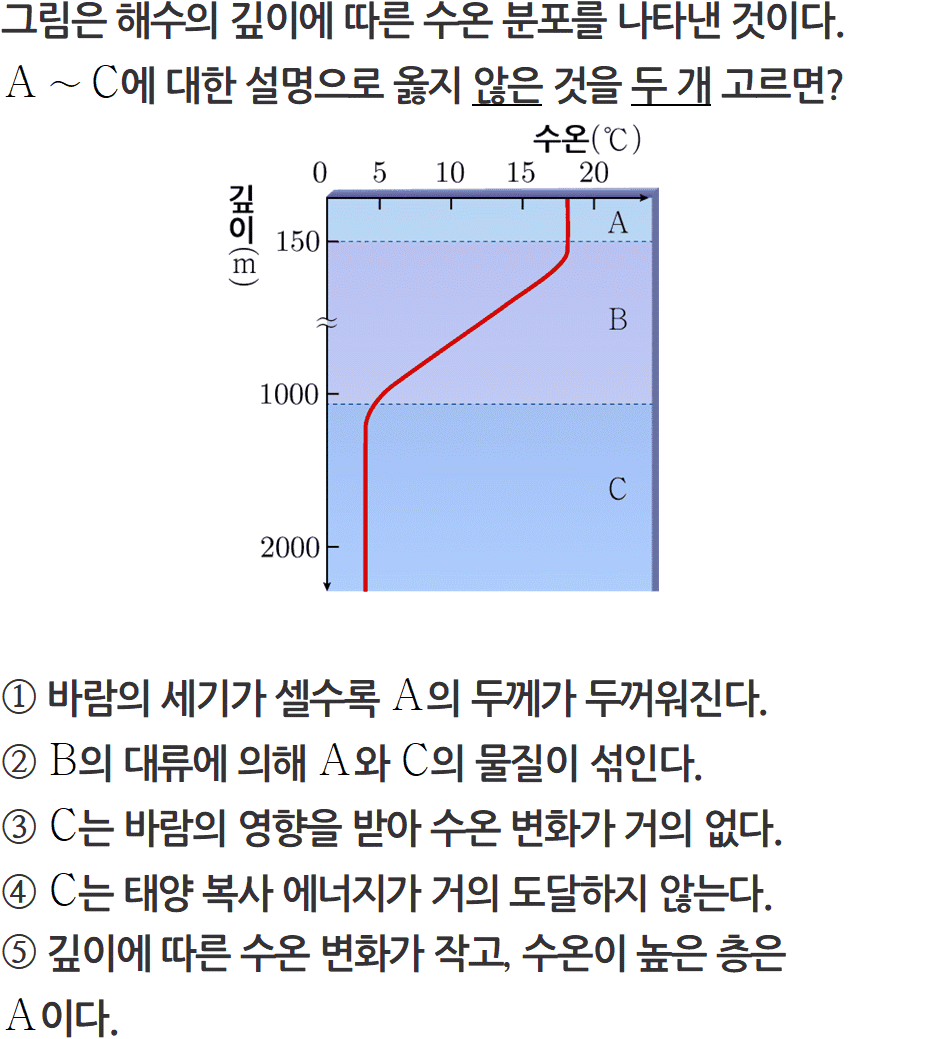 그림은 해수의 깊이에 따른 수온 분포를 나타낸 것이다.
A ~ C에 대한 설명으로 옳지 않은 것을 두 개 고르면?
수온(℃)
0 5 10 15 20
깊이(m)
A
150
B
1000
C
2000
① 바람의 세기가 셀수록 A의 두께가 두꺼워진다.
② B의 대류에 의해 A와 C의 물질이 섞인다.
③ C는 바람의 영향을 받아 수온 변화가 거의 없다.
④ C는 태양 복사 에너지가 거의 도달하지 않는다.
⑤ 깊이에 따른 수온 변화가 작고, 수온이 높은 층은
A이다.